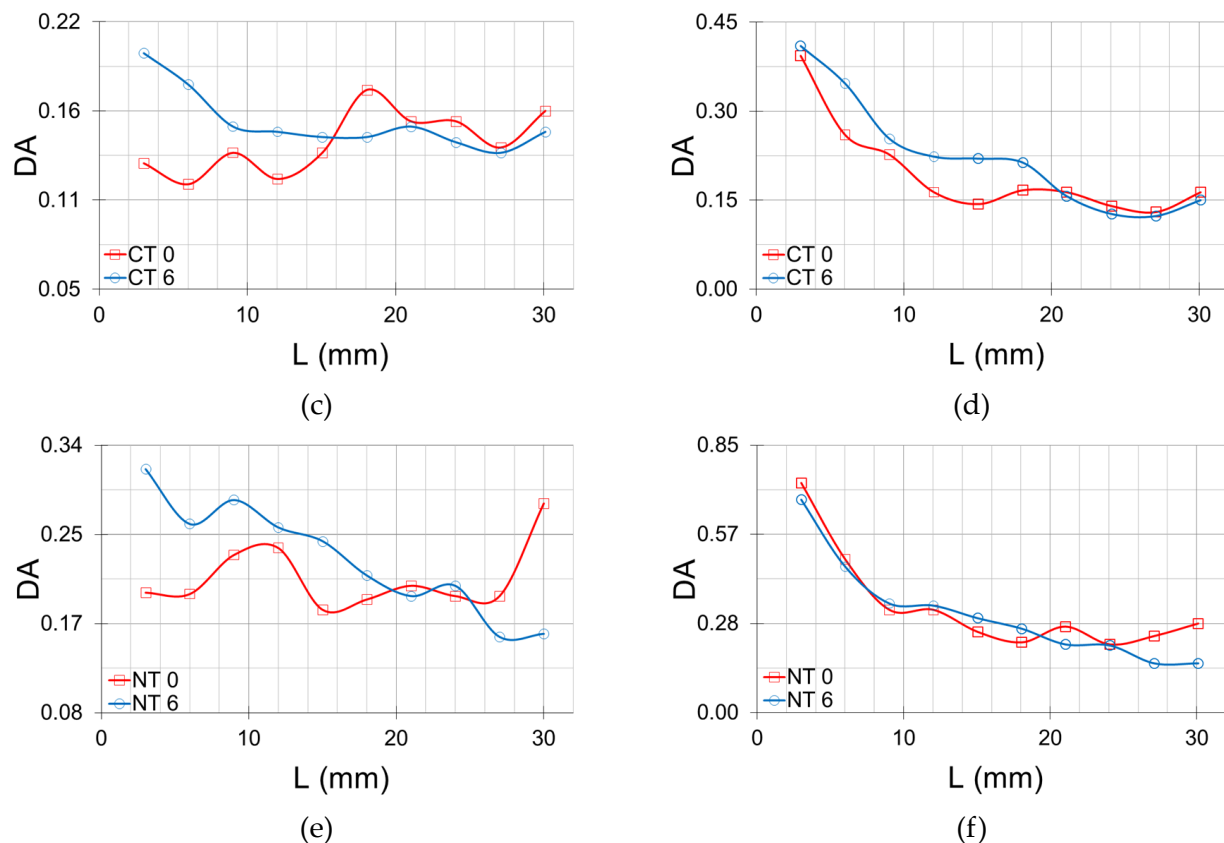 0.22
0.16
0.11
0.05
DA
CT 0
CT 6
0 10 20 30
L (mm)
(c)
0.45
0.30
0.15
0.00
DA
CT 0
CT 6
0 10 20 30
L (mm)
(d)
0.34
0.25
0.17
0.08
DA
NT 0
NT 6
0 10 20 30
L (mm)
(e)
0.85
0.57
0.28
0.00
DA
NT 0
NT 6
0 10 20 30
L (mm)
(f)